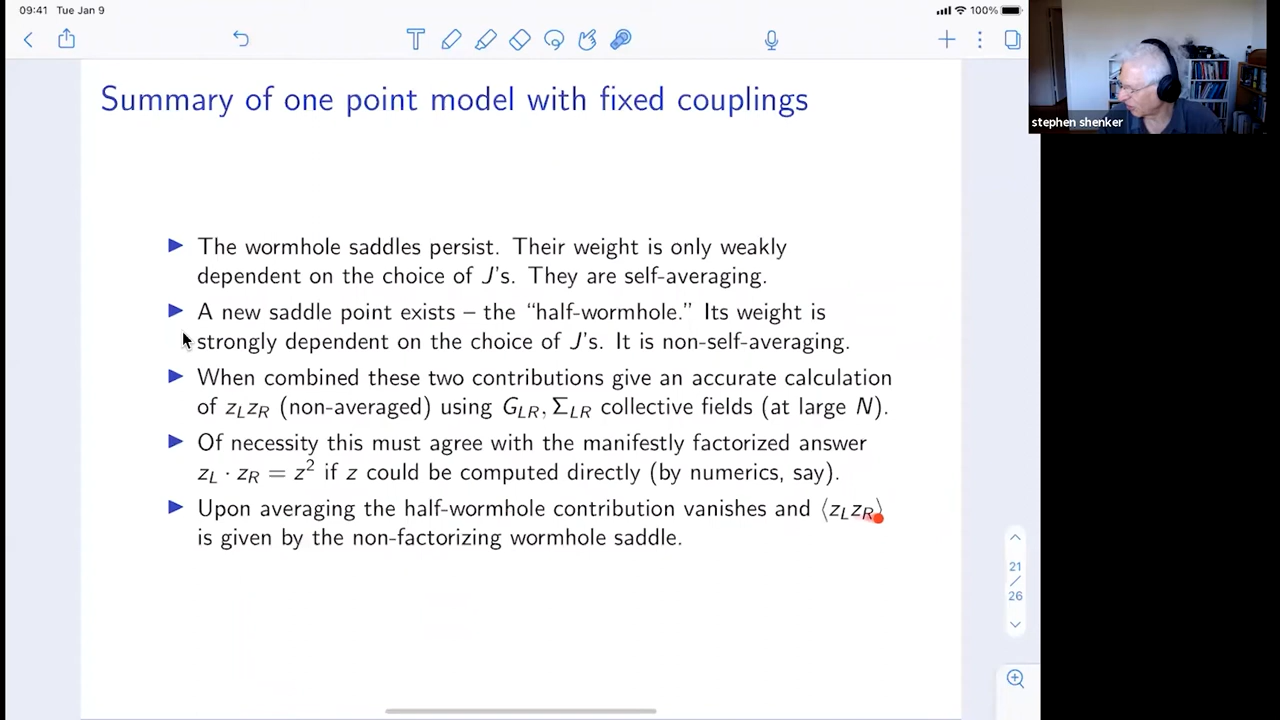 09:41 Tue Jan 9
100%
Summary of one point model with fixed couplings
stephen shenker
▶ The wormhole saddles persist. Their weight is only weakly
dependent on the choice of J's. They are self-averaging.
▶ A new saddle point exists – the “half-wormhole.” Its weight is
strongly dependent on the choice of J's. It is non-self-averaging.
▶ When combined these two contributions give an accurate calculation
of z_L z_R (non-averaged) using G_{LR}, Σ_{LR} collective fields (at large N).
▶ Of necessity this must agree with the manifestly factorized answer
z_L · z_R = z² if z could be computed directly (by numerics, say).
▶ Upon averaging the half-wormhole contribution vanishes and ⟨z_L z_R⟩
is given by the non-factorizing wormhole saddle.
21
/
26